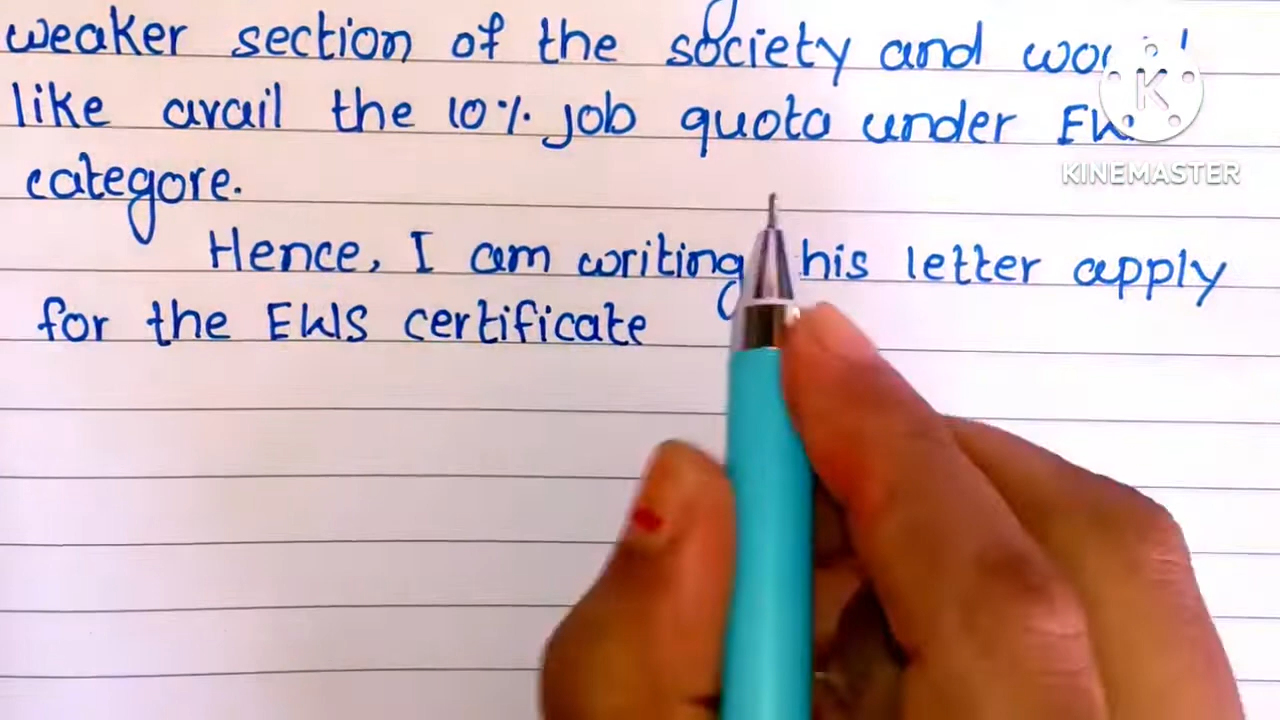 weaker section of the society and
like avail the 10% job quota under
categore.
Hence, I am writing his letter apply
for the EWS certificate
K
KINEMASTER